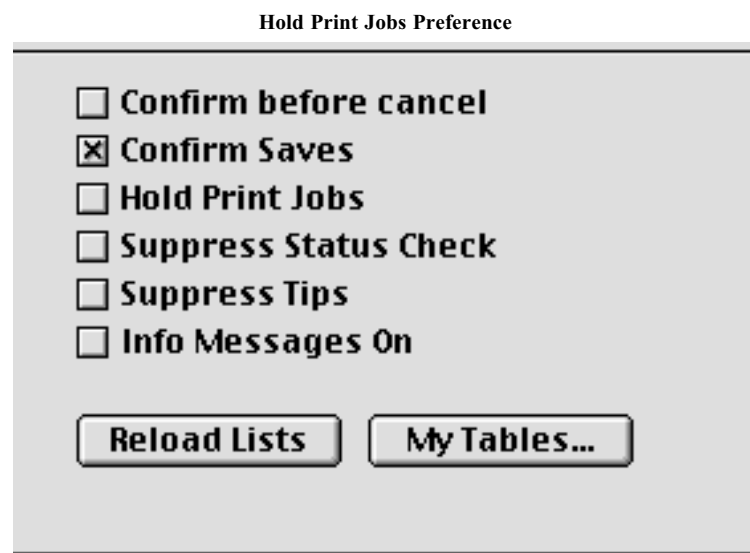 Hold Print Jobs Preference
Confirm before cancel
Confirm Saves
Hold Print Jobs
Suppress Status Check
Suppress Tips
Info Messages On
Reload Lists
My Tables...